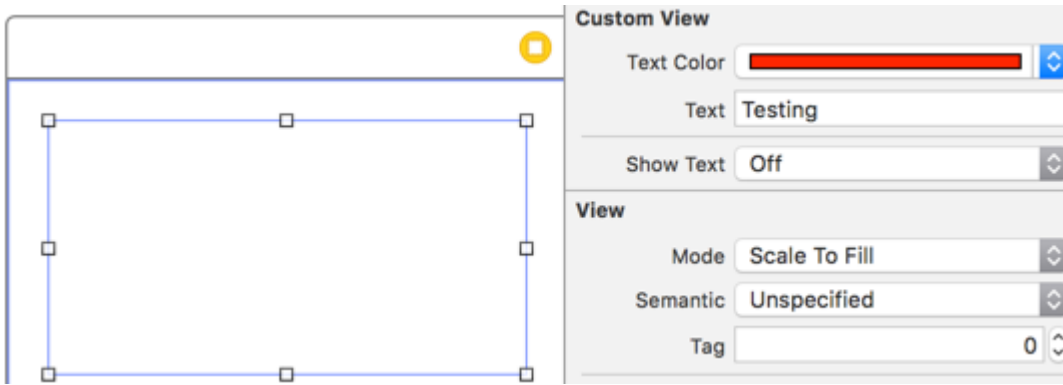 Custom View
Text Color
Text Testing
Show Text Off
View
Mode Scale To Fill
Semantic Unspecified
Tag 0